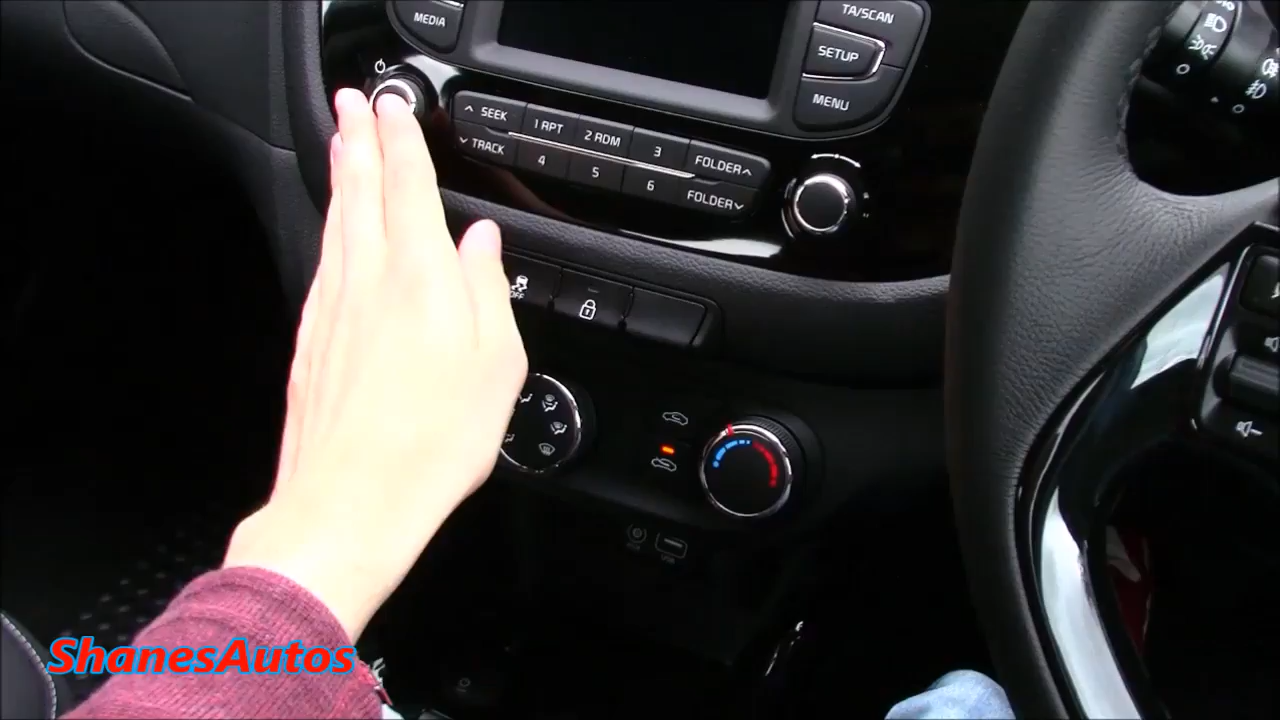 MEDIA
TA/SCAN
SETUP
MENU
SEEK
1 RPT
2 RDM
3
FOLDER
TRACK
4
5
6
FOLDER
OFF
ShanesAutos